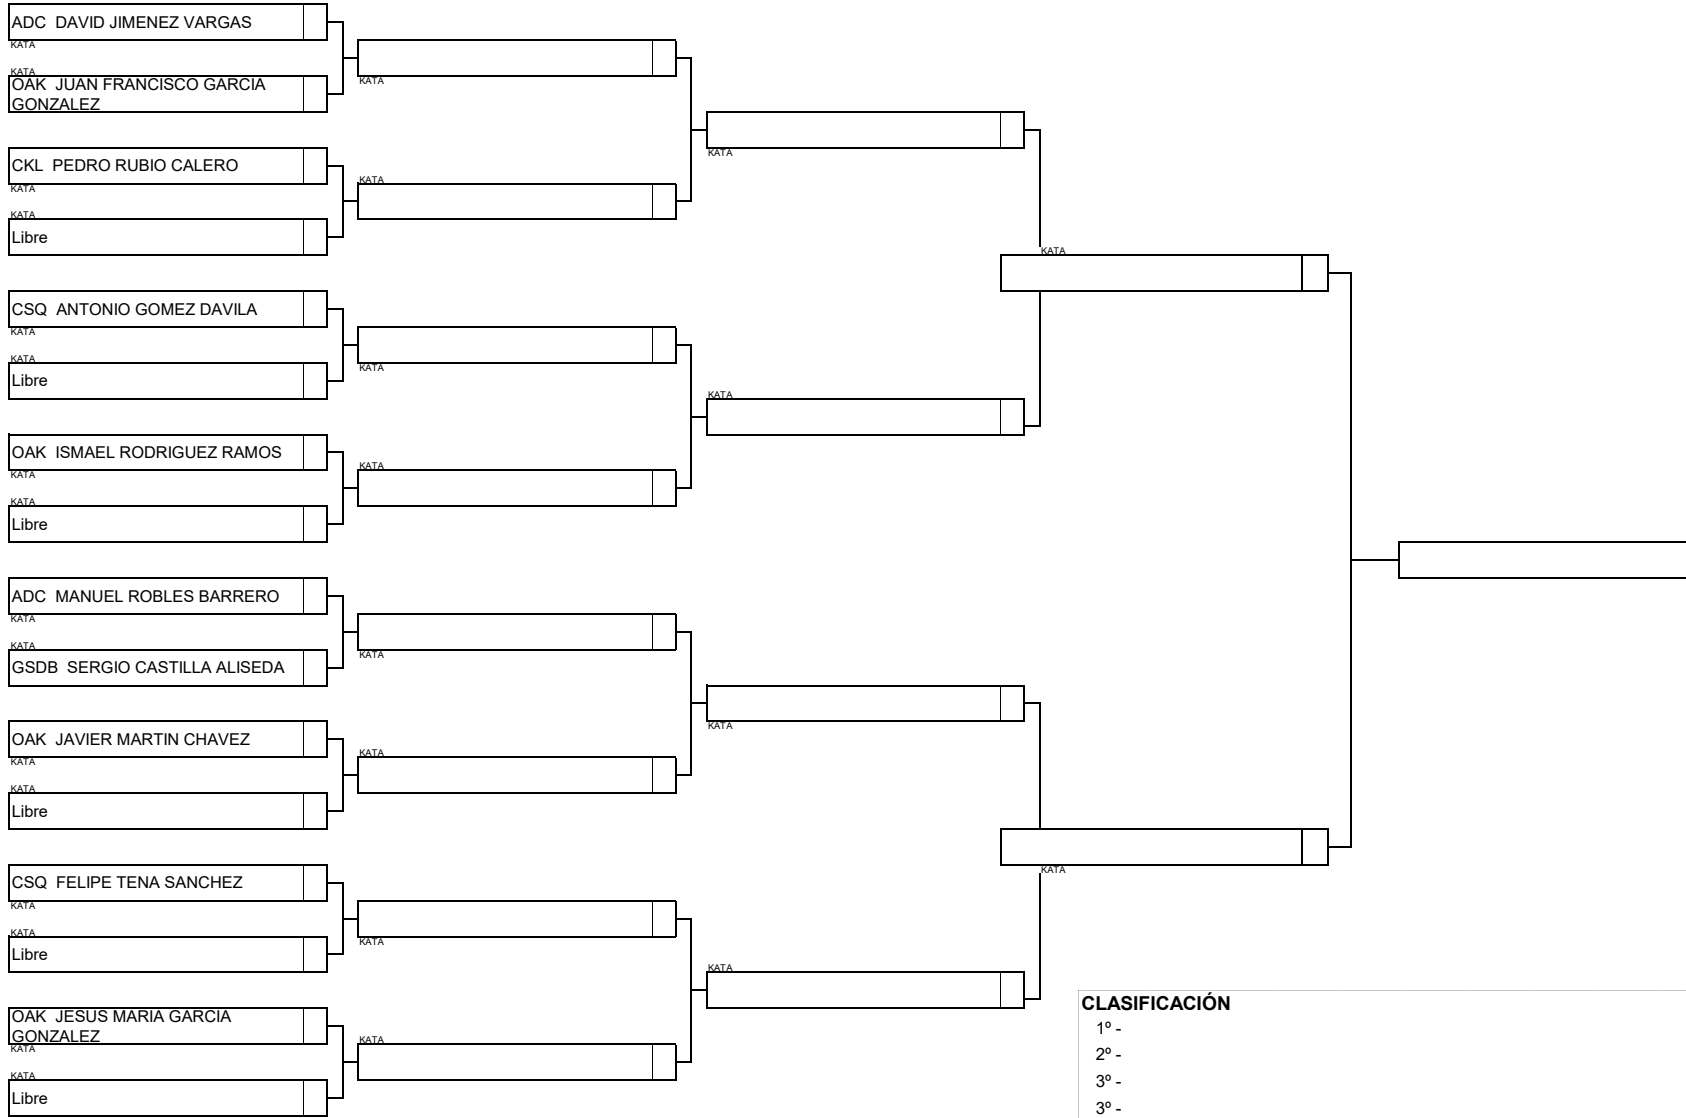 ADC DAVID JIMENEZ VARGAS
KATA
KATA
OAK JUAN FRANCISCO GARCIA
GONZALEZ
CKL PEDRO RUBIO CALERO
KATA
KATA
Libre
CSQ ANTONIO GOMEZ DAVILA
KATA
KATA
Libre
OAK ISMAEL RODRIGUEZ RAMOS
KATA
KATA
Libre
ADC MANUEL ROBLES BARRERO
KATA
KATA
GSDB SERGIO CASTILLA ALISEDA
OAK JAVIER MARTIN CHAVEZ
KATA
KATA
Libre
CSQ FELIPE TENA SANCHEZ
KATA
KATA
Libre
OAK JESUS MARIA GARCIA
GONZALEZ
KATA
KATA
Libre
KATA
KATA
KATA
KATA
KATA
KATA
KATA
KATA
KATA
KATA
KATA
KATA
KATA
KATA
CLASIFICACIÓN
1º -
2º -
3º -
3º -